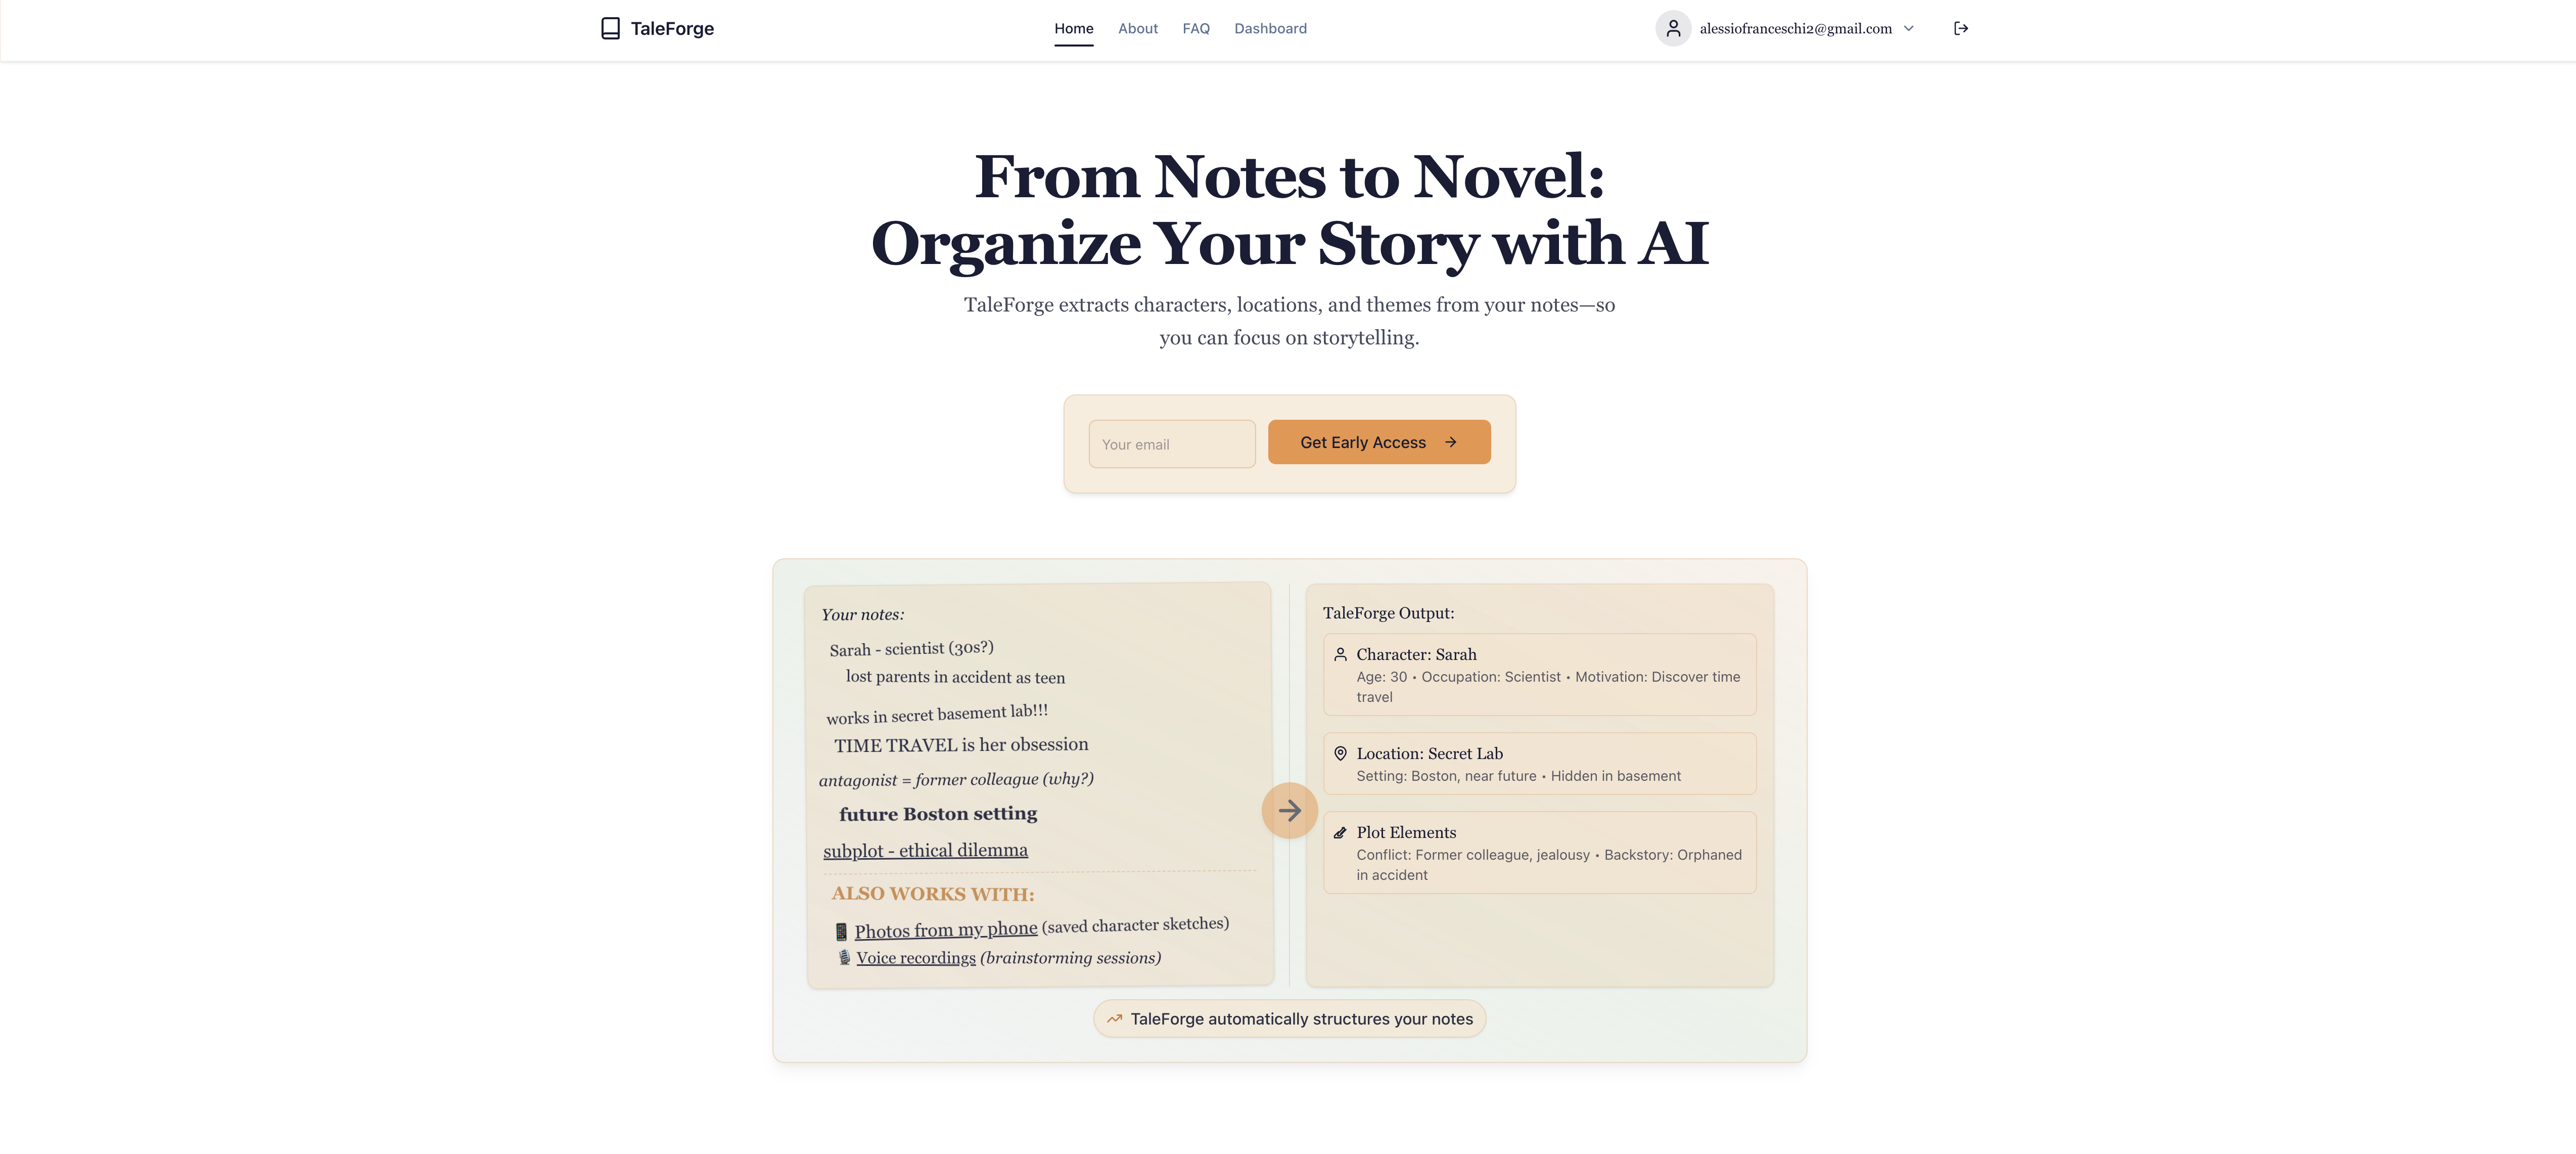 TaleForge
Home About FAQ Dashboard
alessiofranceschi2@gmail.com
From Notes to Novel:
Organize Your Story with AI
TaleForge extracts characters, locations, and themes from your notes—so
you can focus on storytelling.
Your email
Get Early Access →
Your notes:
Sarah - scientist (30s?)
lost parents in accident as teen
works in secret basement lab!!!
TIME TRAVEL is her obsession
antagonist = former colleague (why?)
future Boston setting
subplot - ethical dilemma
ALSO WORKS WITH:
📱 Photos from my phone (saved character sketches)
🎙️ Voice recordings (brainstorming sessions)
TaleForge Output:
Character: Sarah
Age: 30 • Occupation: Scientist • Motivation: Discover time
travel
Location: Secret Lab
Setting: Boston, near future • Hidden in basement
Plot Elements
Conflict: Former colleague, jealousy • Backstory: Orphaned
in accident
TaleForge automatically structures your notes